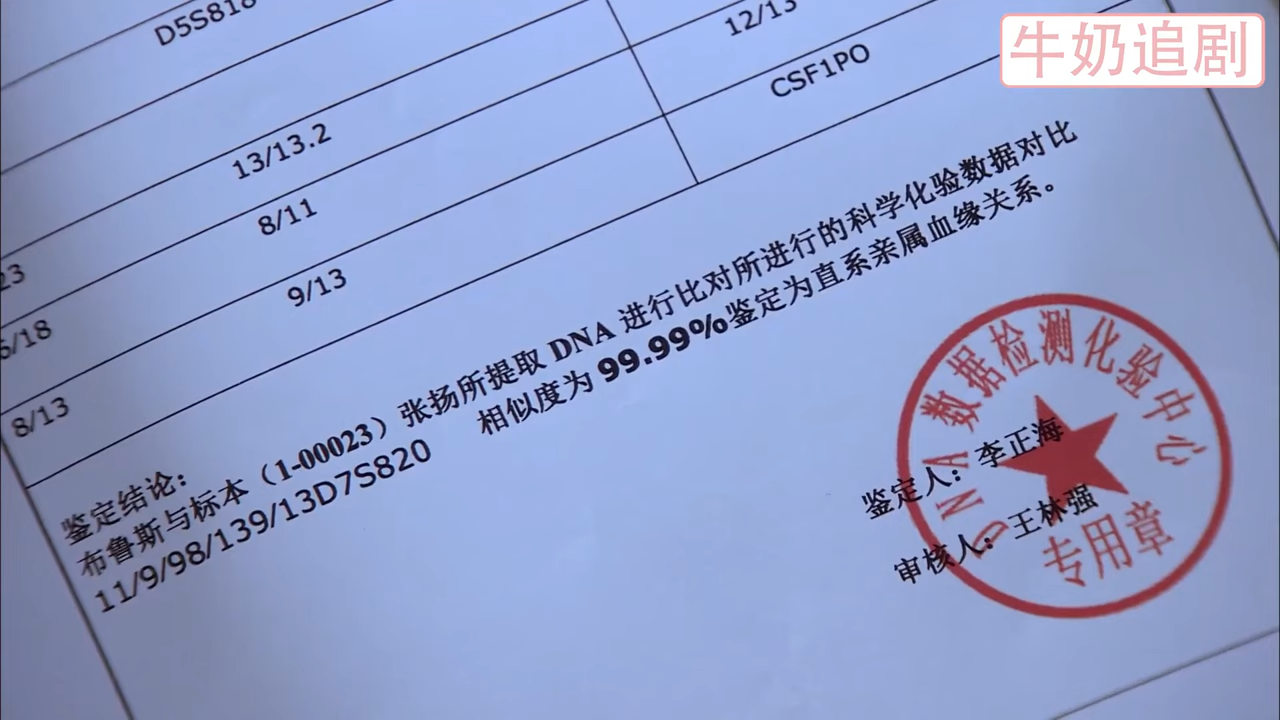 牛奶追剧
D5S818
12/13
CSF1PO
13/13.2
8/11
9/13
23
6/18
8/13
鉴定结论：
布鲁斯与标本（1-00023）张扬所提取 DNA 进行比对所进行的科学化验数据对比
11/9/98/139/13D7S820 相似度为 99.99%鉴定为直系亲属血缘关系。
鉴定人：李正海
审核人：王林强
DNA 数据检测化验中心
专用章